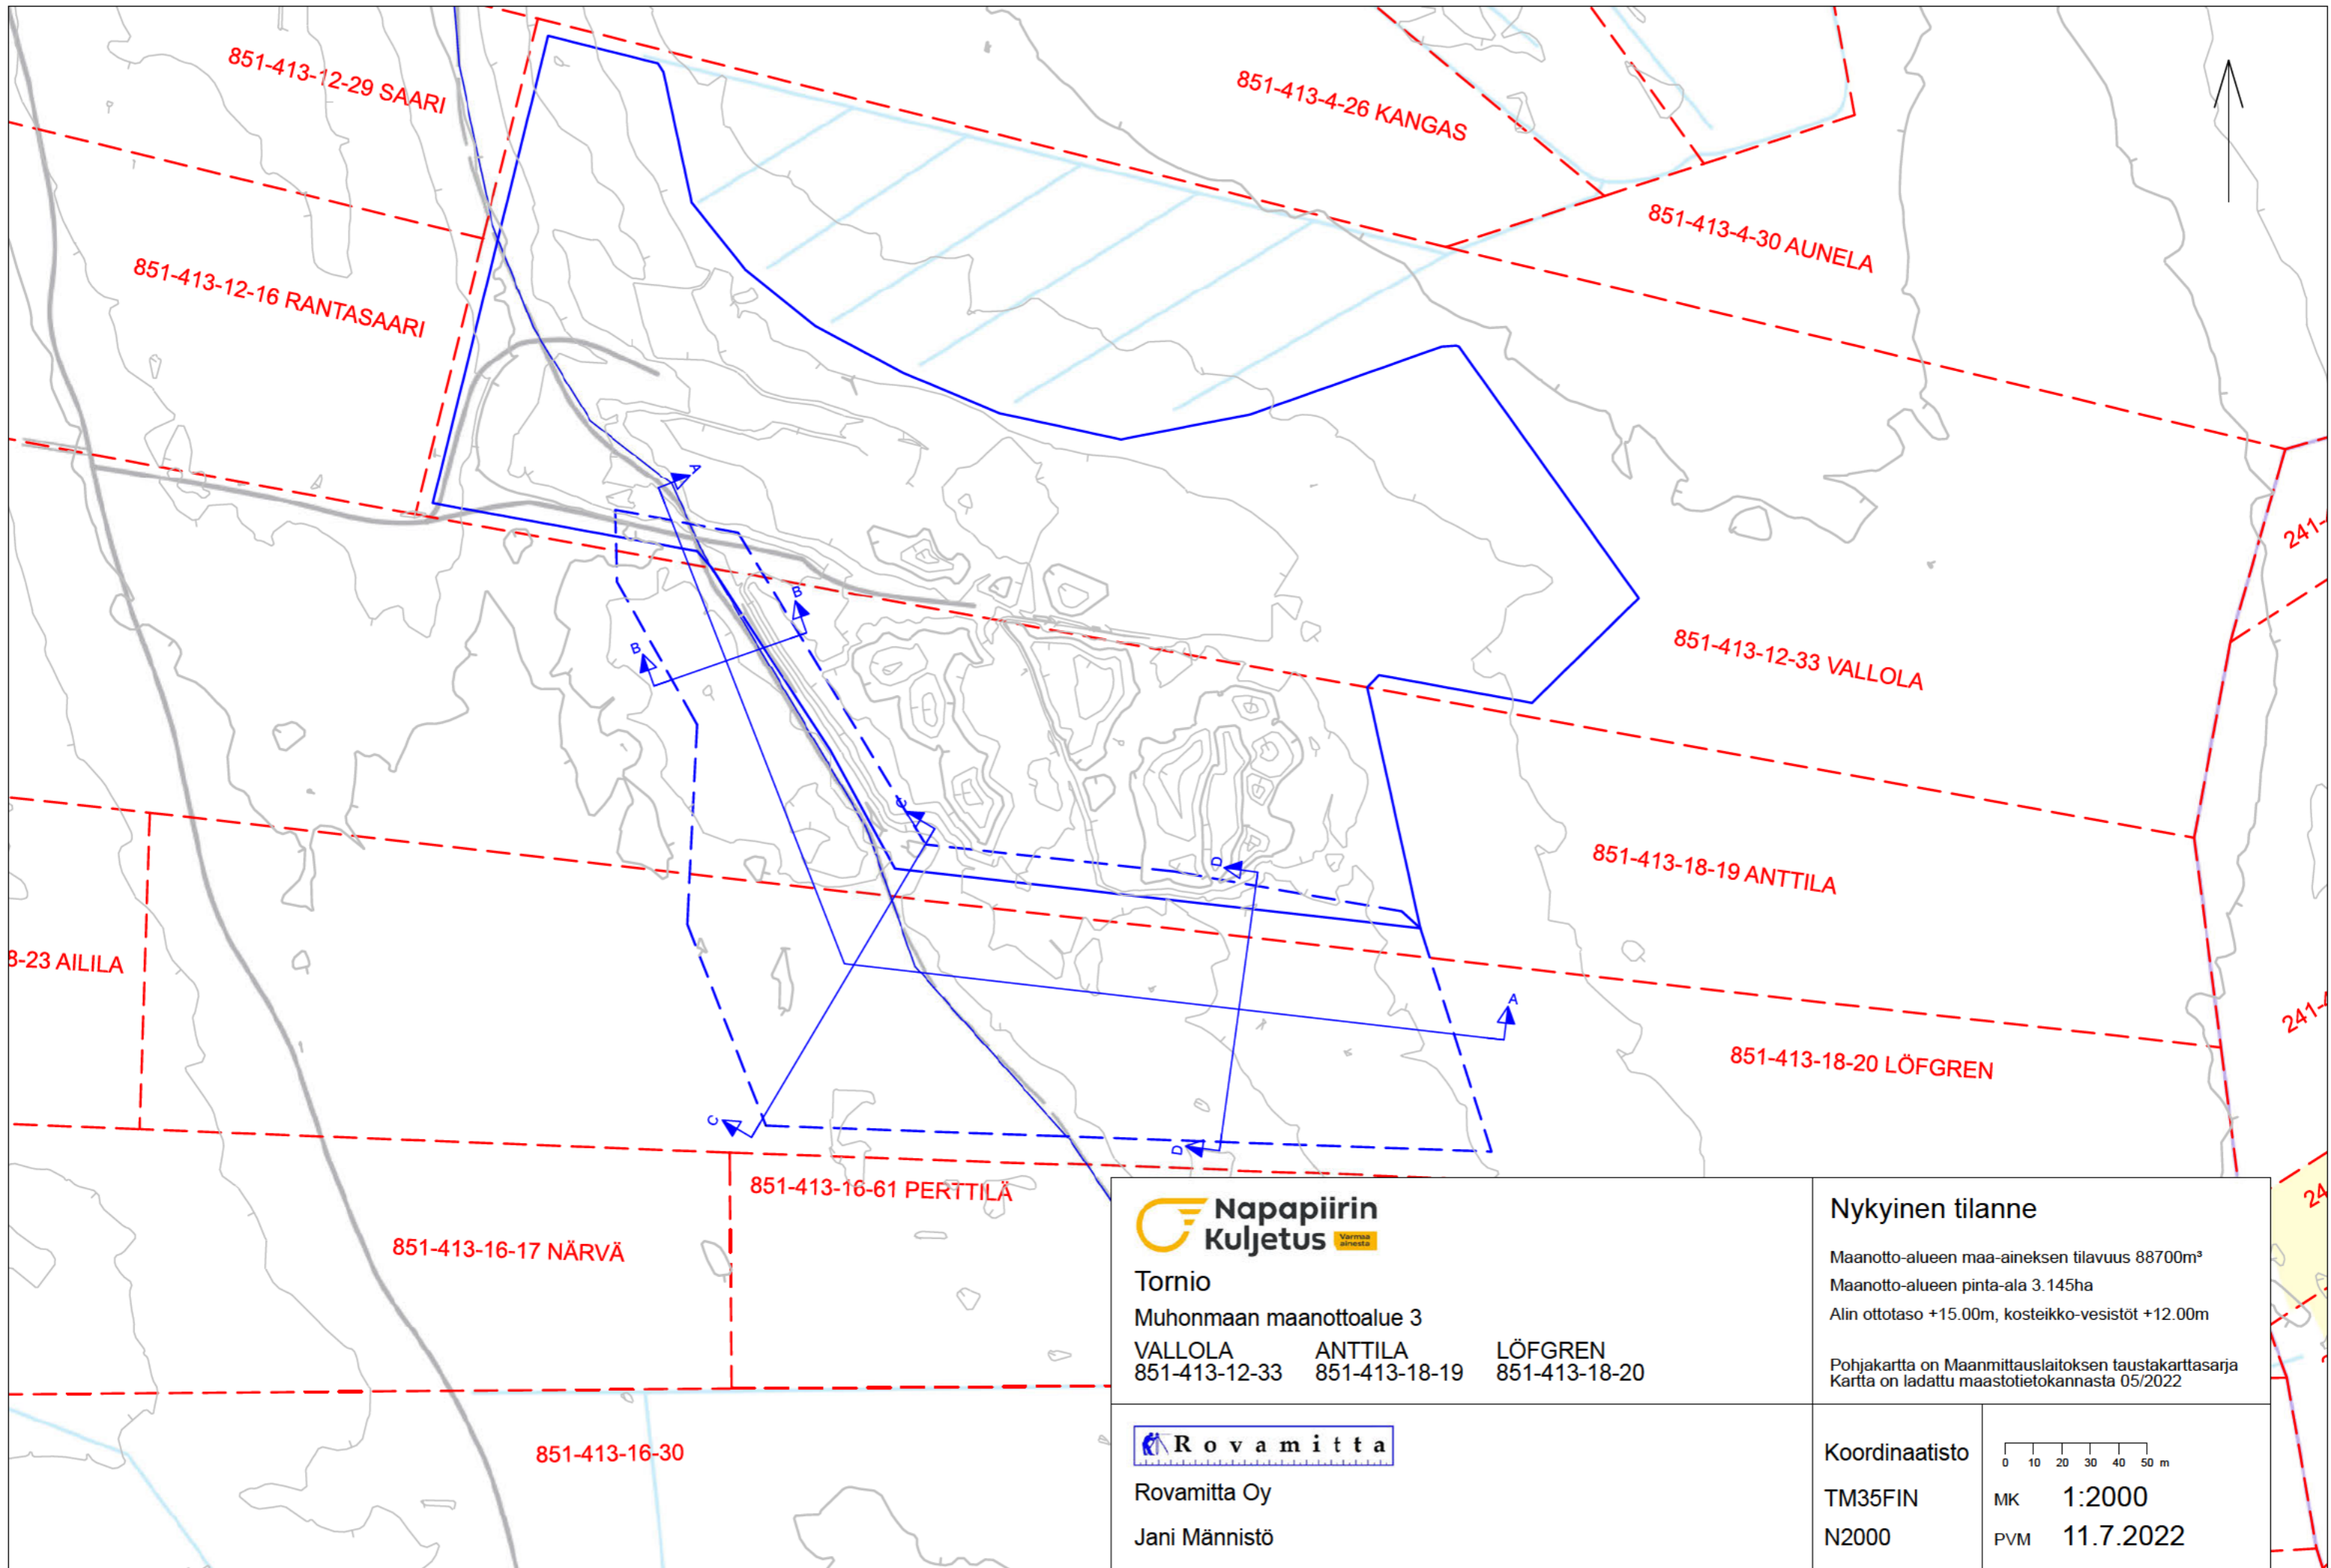 851-413-12-29 SAARI
851-413-4-26 KANGAS
851-413-4-30 AUNELA
851-413-12-16 RANTASAARI
A
241-
B
B
851-413-12-33 VALLOLA
C
D
851-413-18-19 ANTTILA
8-23 AILILA
A
241-
851-413-18-20 LÖFGREN
C
D
851-413-16-61 PERTTILÄ
24
851-413-16-17 NÄRVÄ
851-413-16-30
Napapiirin
Kuljetus
Varmaa
ainesta
Tornio
Muhonmaan maanottoalue 3
VALLOLA ANTTILA LÖFGREN
851-413-12-33 851-413-18-19 851-413-18-20
Nykyinen tilanne
Maanotto-alueen maa-aineksen tilavuus 88700m³
Maanotto-alueen pinta-ala 3.145ha
Alin ottotaso +15.00m, kosteikko-vesistöt +12.00m
Pohjakartta on Maanmittauslaitoksen taustakarttasarja
Kartta on ladattu maastotietokannasta 05/2022
Rovamitta
Rovamitta Oy
Jani Männistö
Koordinaatisto
TM35FIN
N2000
0 10 20 30 40 50 m
MK 1:2000
PVM 11.7.2022